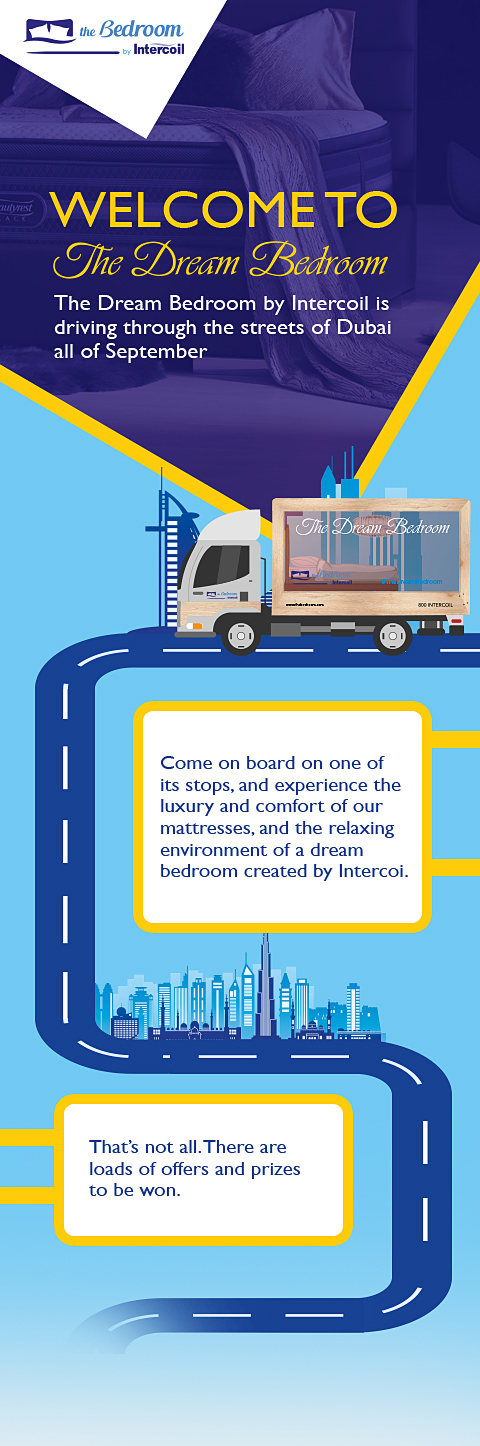 the Bedroom
by Intercoil
WELCOME TO
The Dream Bedroom
The Dream Bedroom by Intercoil is
driving through the streets of Dubai
all of September
The Dream Bedroom
800 INTERCOIL
Come on board on one of
its stops, and experience the
luxury and comfort of our
mattresses, and the relaxing
environment of a dream
bedroom created by Intercoi.
That's not all. There are
loads of offers and prizes
to be won.